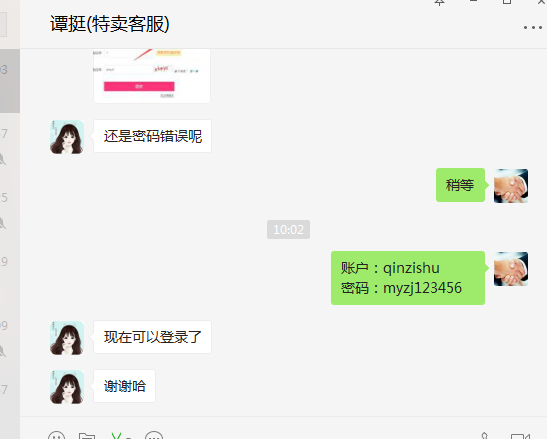 谭挺(特卖客服)
还是密码错误呢
稍等
10:02
账户：qinzishu
密码：myzj123456
现在可以登录了
谢谢哈